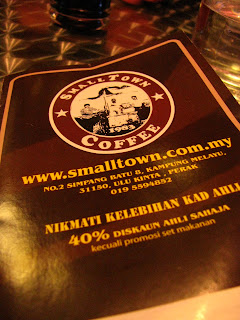 SMALLTOWN
1963
COFFEE
www.smalltown.com.my
NO.2 SIMPANG BATU 8, KAMPUNG MELAYU,
31150, ULU KINTA, PERAK
019 5594852
NIKMATI KELEBIHAN KAD AHLI
40% DISKAUN AHLI SAHAJA
kecuali promosi set makanan